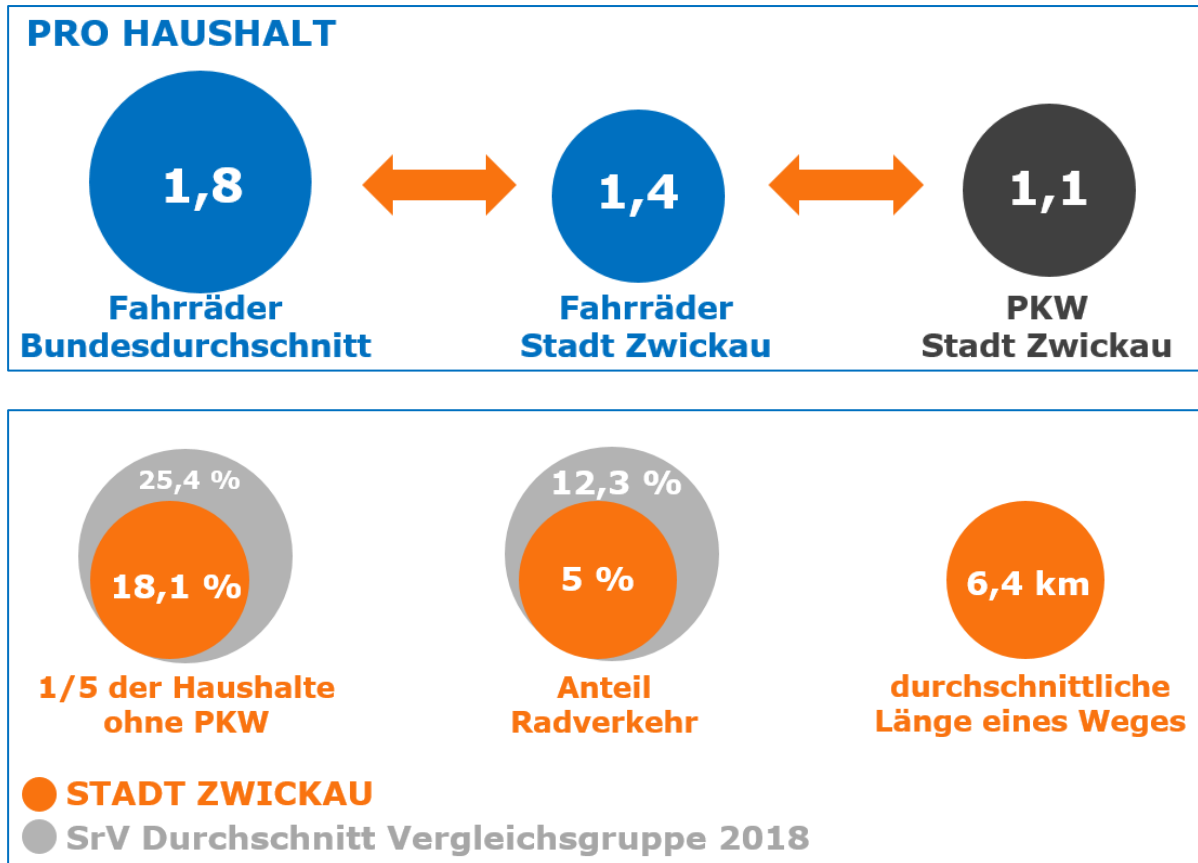 PRO HAUSHALT
1,8
1,4
1,1
Fahrräder
Bundesdurchschnitt
Fahrräder
Stadt Zwickau
PKW
Stadt Zwickau
25,4 %
18,1 %
12,3 %
5 %
6,4 km
1/5 der Haushalte
ohne PKW
Anteil
Radverkehr
durchschnittliche
Länge eines Weges
STADT ZWICKAU
SrV Durchschnitt Vergleichsgruppe 2018